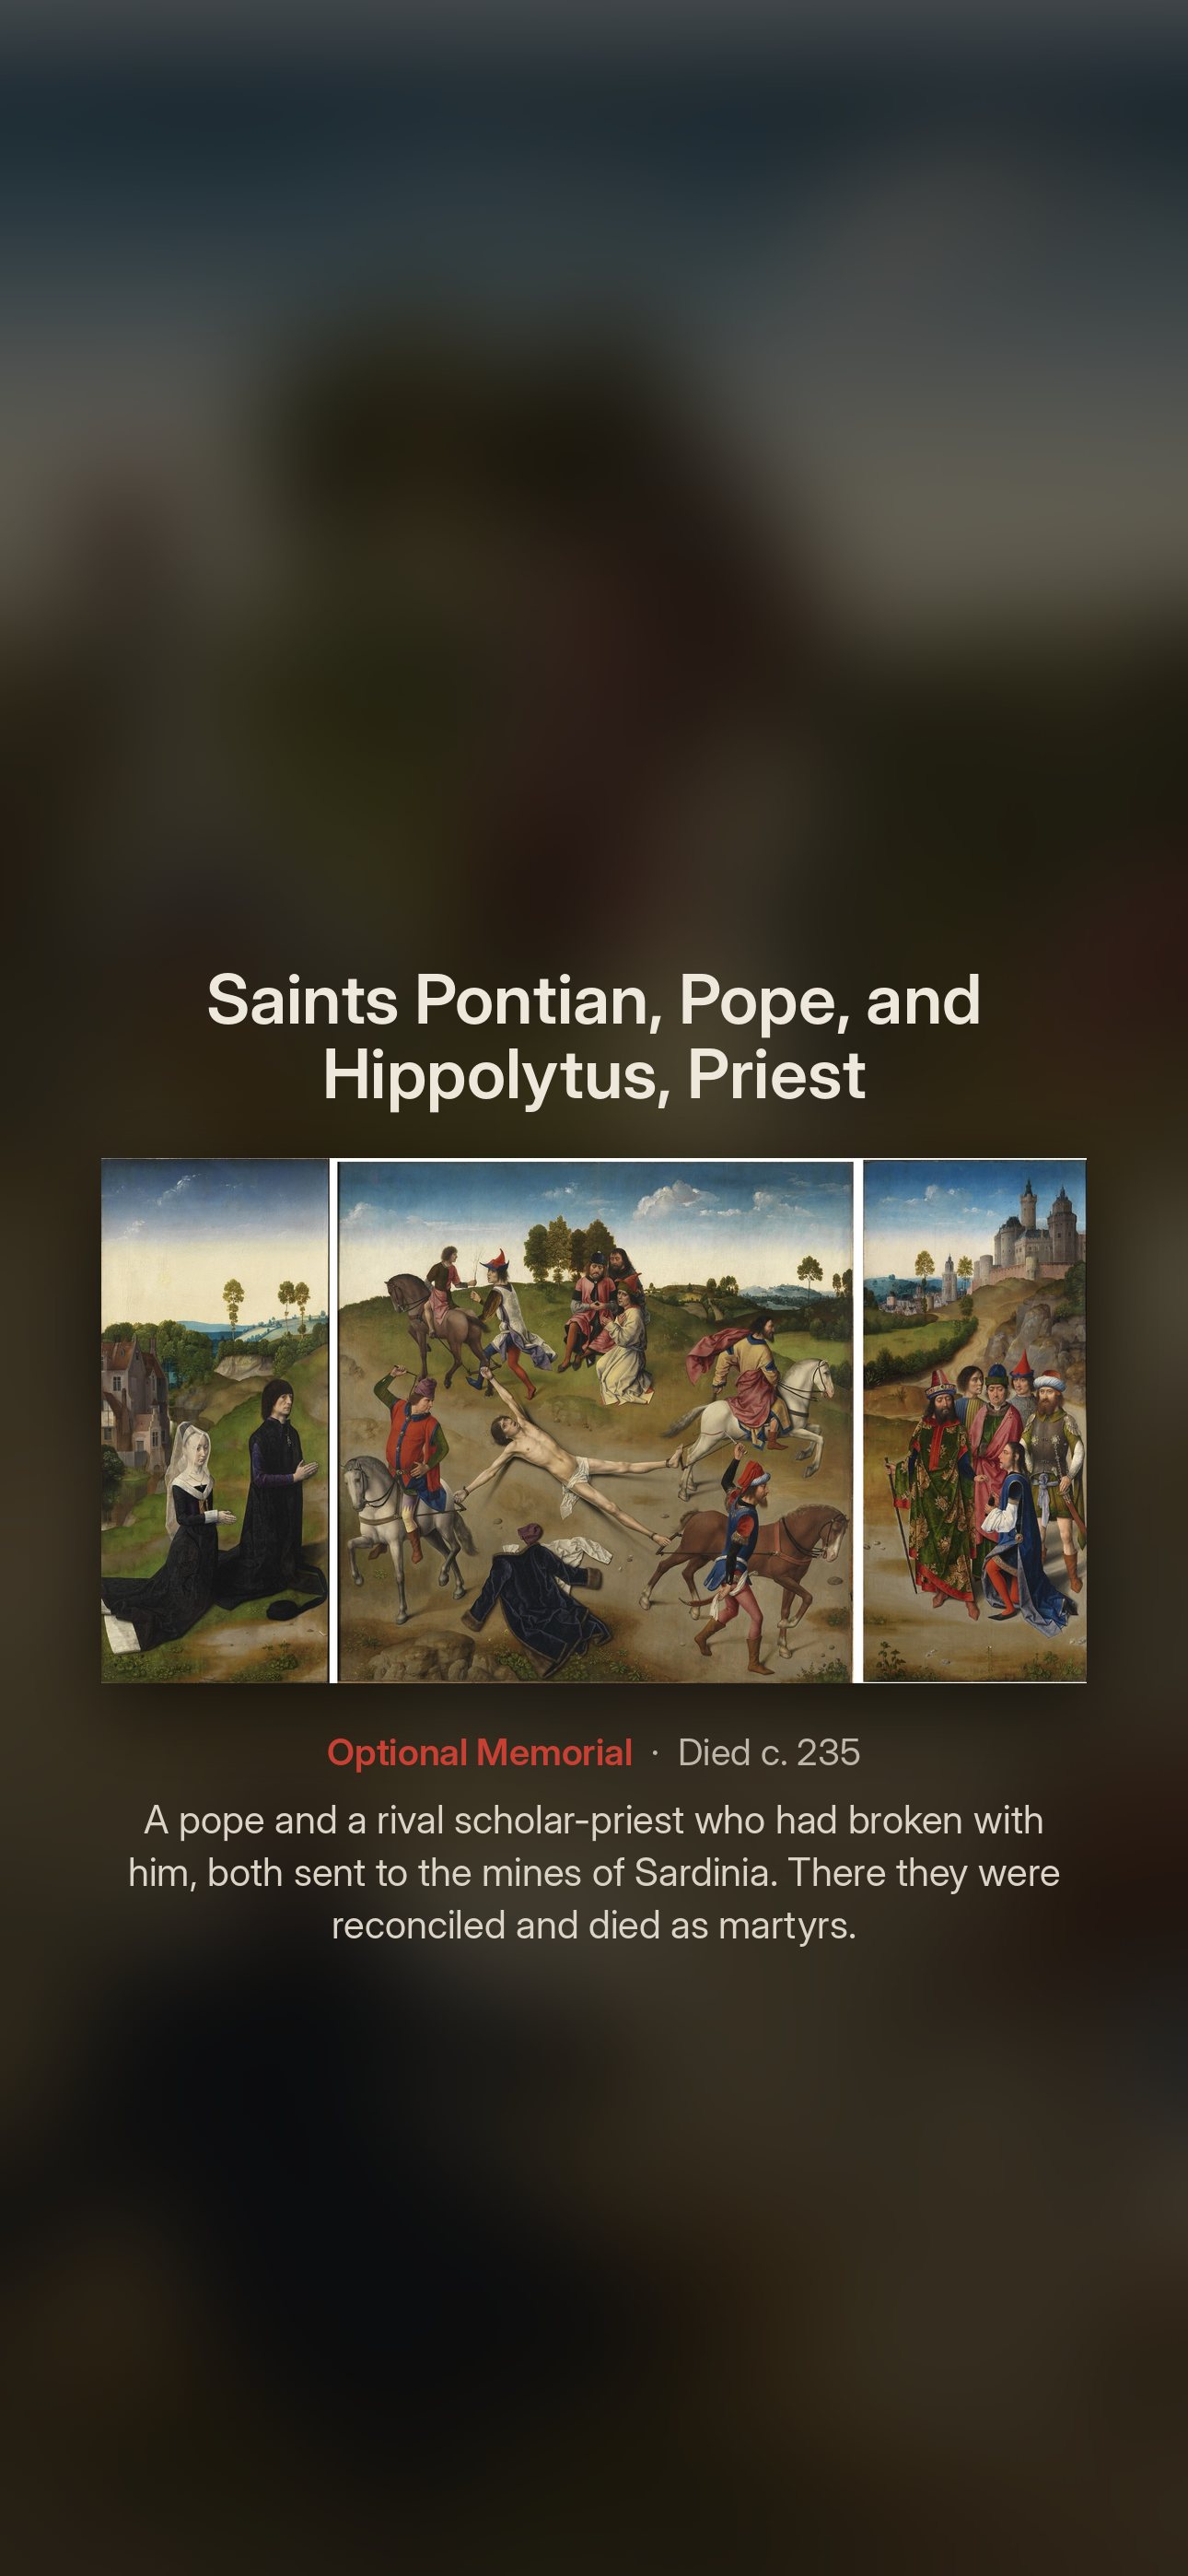 Saints Pontian, Pope, and
Hippolytus, Priest
Optional Memorial · Died c. 235
A pope and a rival scholar-priest who had broken with
him, both sent to the mines of Sardinia. There they were
reconciled and died as martyrs.